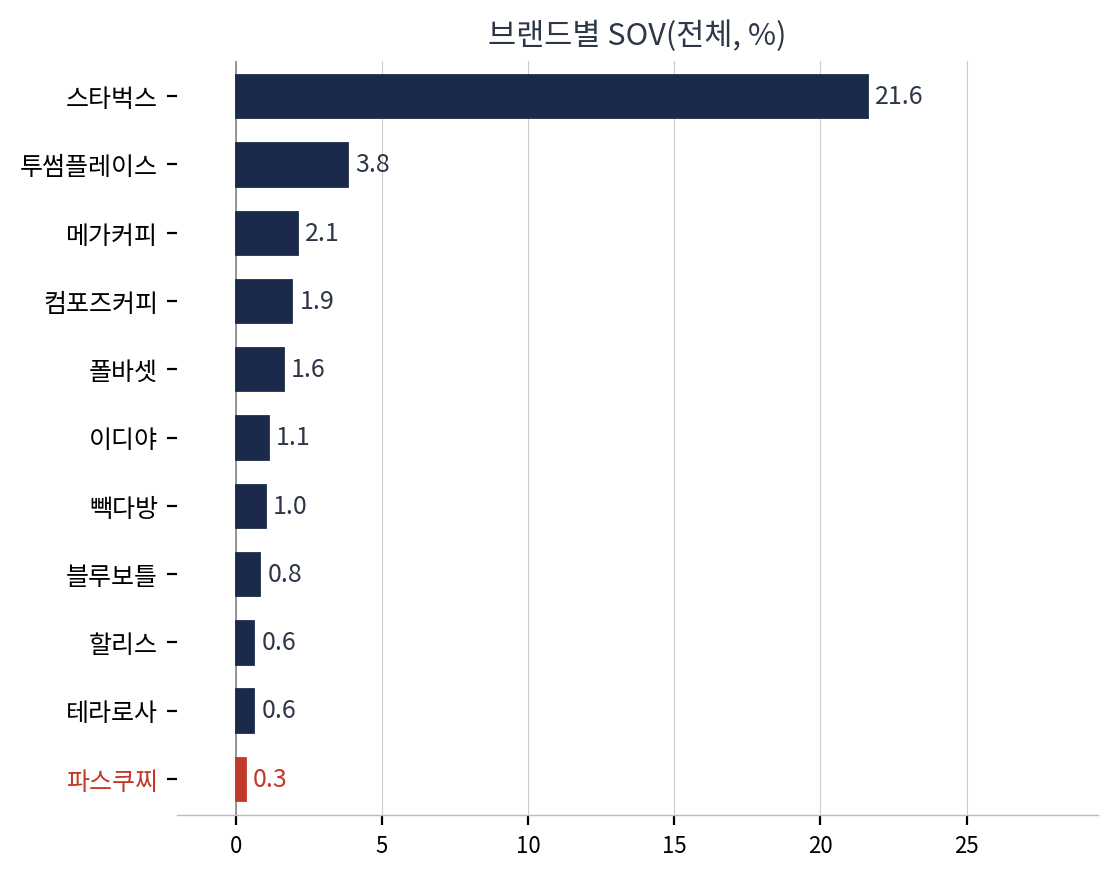 브랜드별 SOV(전체, %)
스타벅스 21.6
투썸플레이스 3.8
메가커피 2.1
컴포즈커피 1.9
폴바셋 1.6
이디야 1.1
빽다방 1.0
블루보틀 0.8
할리스 0.6
테라로사 0.6
파스쿠찌 0.3
0 5 10 15 20 25